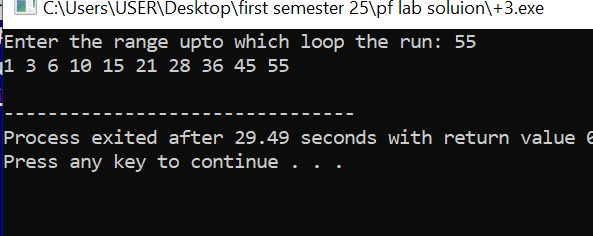 C:\Users\USER\Desktop\first semester 25\pf lab soluion\+3.exe
Enter the range upto which loop the run: 55
1 3 6 10 15 21 28 36 45 55
--------------------------------
Process exited after 29.49 seconds with return value 0
Press any key to continue . . .